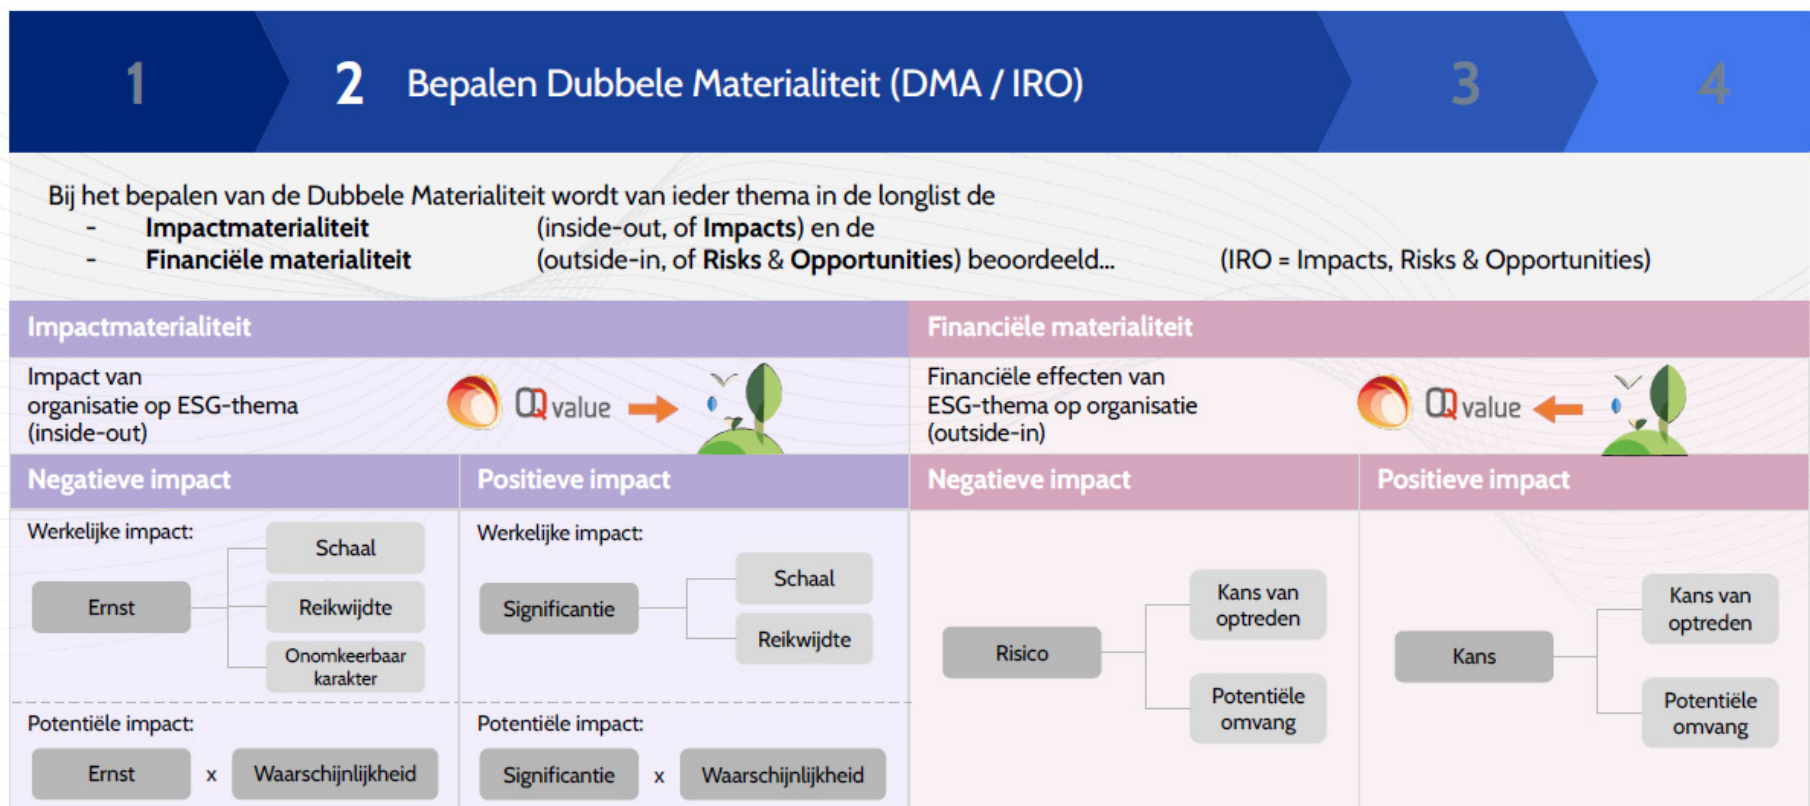 1
2 Bepalen Dubbele Materialiteit (DMA / IRO)
3
4
Bij het bepalen van de Dubbele Materialiteit wordt van ieder thema in de longlist de
- Impactmaterialiteit (inside-out, of Impacts) en de
- Financiële materialiteit (outside-in, of Risks & Opportunities) beoordeeld... (IRO = Impacts, Risks & Opportunities)
Impactmaterialiteit
Impact van
organisatie op ESG-thema
(inside-out)
OQ value
Financiële materialiteit
Financiële effecten van
ESG-thema op organisatie
(outside-in)
OQ value
Negatieve impact
Werkelijke impact:
Ernst
Schaal
Reikwijdte
Onomkeerbaar
karakter
Potentiële impact:
Ernst x Waarschijnlijkheid
Positieve impact
Werkelijke impact:
Significantie
Schaal
Reikwijdte
Potentiële impact:
Significantie x Waarschijnlijkheid
Negatieve impact
Risico
Kans van
optreden
Potentiële
omvang
Positieve impact
Kans
Kans van
optreden
Potentiële
omvang